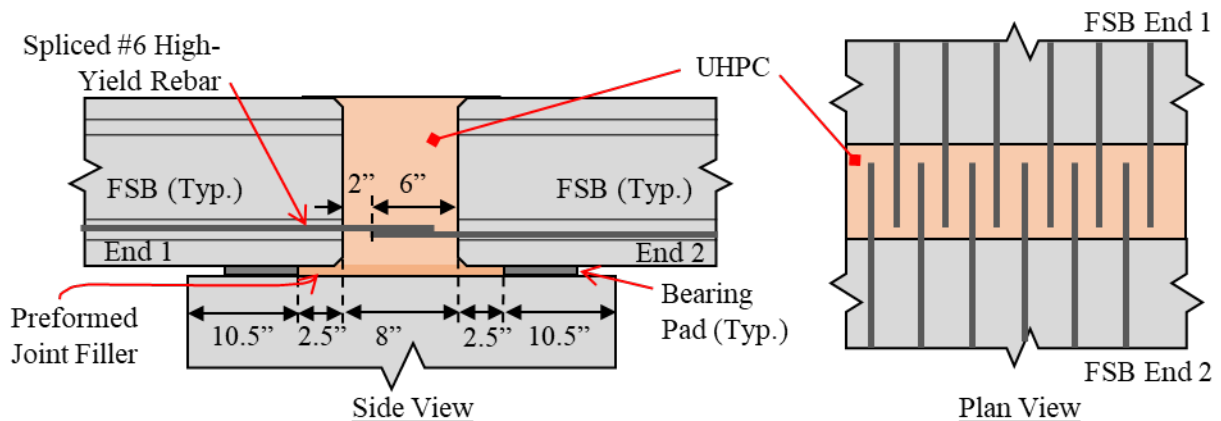 Spliced #6 High-
Yield Rebar
UHPC
FSB End 1
FSB (Typ.)
2”
6”
FSB (Typ.)
End 1
End 2
Preformed
Joint Filler
10.5”
2.5”
8”
2.5”
10.5”
Bearing
Pad (Typ.)
FSB End 2
Side View
Plan View